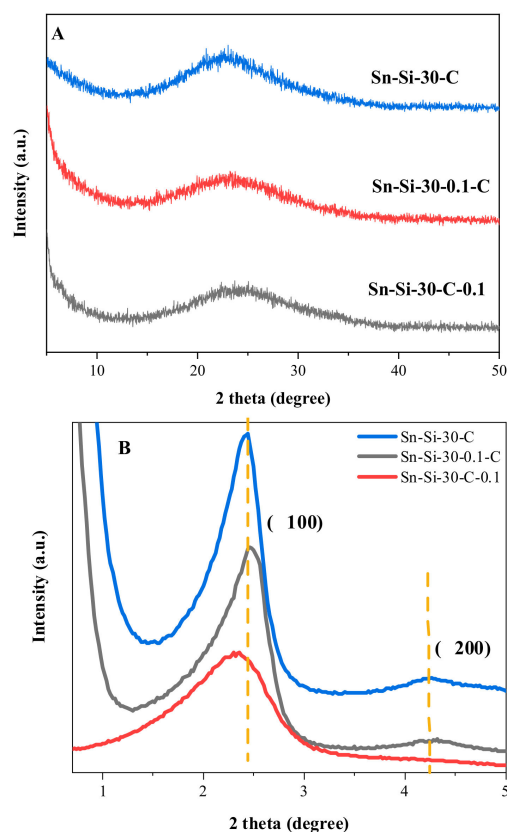 A
Sn-Si-30-C
Sn-Si-30-0.1-C
Sn-Si-30-C-0.1
Intensity (a.u.)
10 20 30 40 50
2 theta (degree)
B
Sn-Si-30-C
Sn-Si-30-0.1-C
Sn-Si-30-C-0.1
( 100)
( 200)
Intensity (a.u.)
1 2 3 4 5
2 theta (degree)